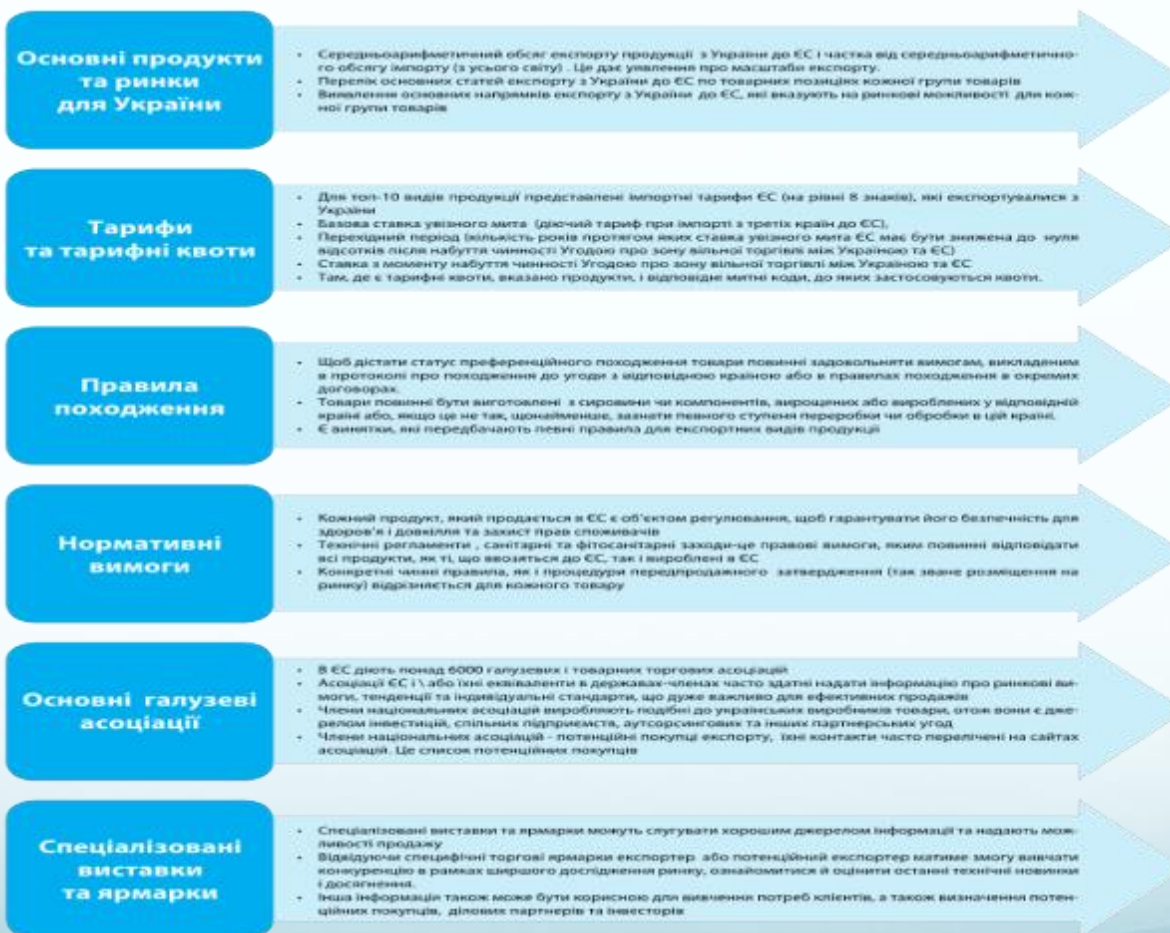 Основні продукти
та ринки
для України
• Середньоарифметичний обсяг експорту продукції з України до ЄС і частка від середньоарифметично-
го обсягу імпорту (з усього світу) . Це дає уявлення про масштаби експорту.
• Перелік основних статей експорту з України до ЄС по товарних позиціях кожної групи товарів
• Виявлення основних напрямків експорту з України до ЄС, які вказують на ринкові можливості для кож-
ної групи товарів
Тарифи
та тарифні квоти
• Для топ-10 видів продукції представлені імпортні тарифи ЄС (на рівні 8 знаків), які експортувалися з
України
• Базова ставка увізного мита (діючий тариф при імпорті з третіх країн до ЄС),
• Перехідний період (кількість років протягом яких ставка увізного мита ЄС має бути знижена до нуля
відсотків після набуття чинності Угодою про зону вільної торгівлі між Україною та ЄС)
• Ставка з моменту набуття чинності Угодою про зону вільної торгівлі між Україною та ЄС
• Там, де є тарифні квоти, вказано продукти, і відповідні митні коди, до яких застосовуються квоти.
Правила
походження
• Щоб дістати статус преференційного походження товари повинні задовольняти вимогам, викладеним
в протоколі про походження до угоди з відповідною країною або в правилах походження в окремих
договорах.
• Товари повинні бути виготовлені з сировини чи компонентів, вирощених або вироблених у відповідній
країні або, якщо це не так, щонайменше, зазнати певного ступеня переробки чи обробки в цій країні.
• Є винятки, які передбачають певні правила для експортних видів продукції
Нормативні
вимоги
• Кожний продукт, який продається в ЄС є об'єктом регулювання, щоб гарантувати його безпечність для
здоров'я і довкілля та захист прав споживачів
• Технічні регламенти , санітарні та фітосанітарні заходи-це правові вимоги, яким повинні відповідати
всі продукти, як ті, що ввозяться до ЄС, так і вироблені в ЄС
• Конкретні чинні правила, як і процедури передпродажного затвердження (так зване розміщення на
ринку) відрізняється для кожного товару
Основні галузеві
асоціації
• В ЄС діють понад 6000 галузевих і товарних торгових асоціацій
• Асоціації ЄС і \ або їхні еквіваленти в державах-членах часто здатні надати інформацію про ринкові ви-
моги, тенденції та індивідуальні стандарти, що дуже важливо для ефективних продажів
• Члени національних асоціацій виробляють подібні до українських виробників товари, отож вони є дже-
релом інвестицій, спільних підприємств, аутсорсингових та інших партнерських угод
• Члени національних асоціацій - потенційні покупці експорту, їхні контакти часто перелічені на сайтах
асоціацій. Це список потенційних покупців
Спеціалізовані
виставки
та ярмарки
• Спеціалізовані виставки та ярмарки можуть слугувати хорошим джерелом інформації та надають мож-
ливості продажу
• Відвідуючи специфічні торгові ярмарки експортер або потенційний експортер матиме змогу вивчати
конкуренцію в рамках ширшого дослідження ринку, ознайомитися й оцінити останні технічні новинки
і досягнення.
• Інша інформація також може бути корисною для вивчення потреб клієнтів, а також визначення потен-
ційних покупців, ділових партнерів та інвесторів